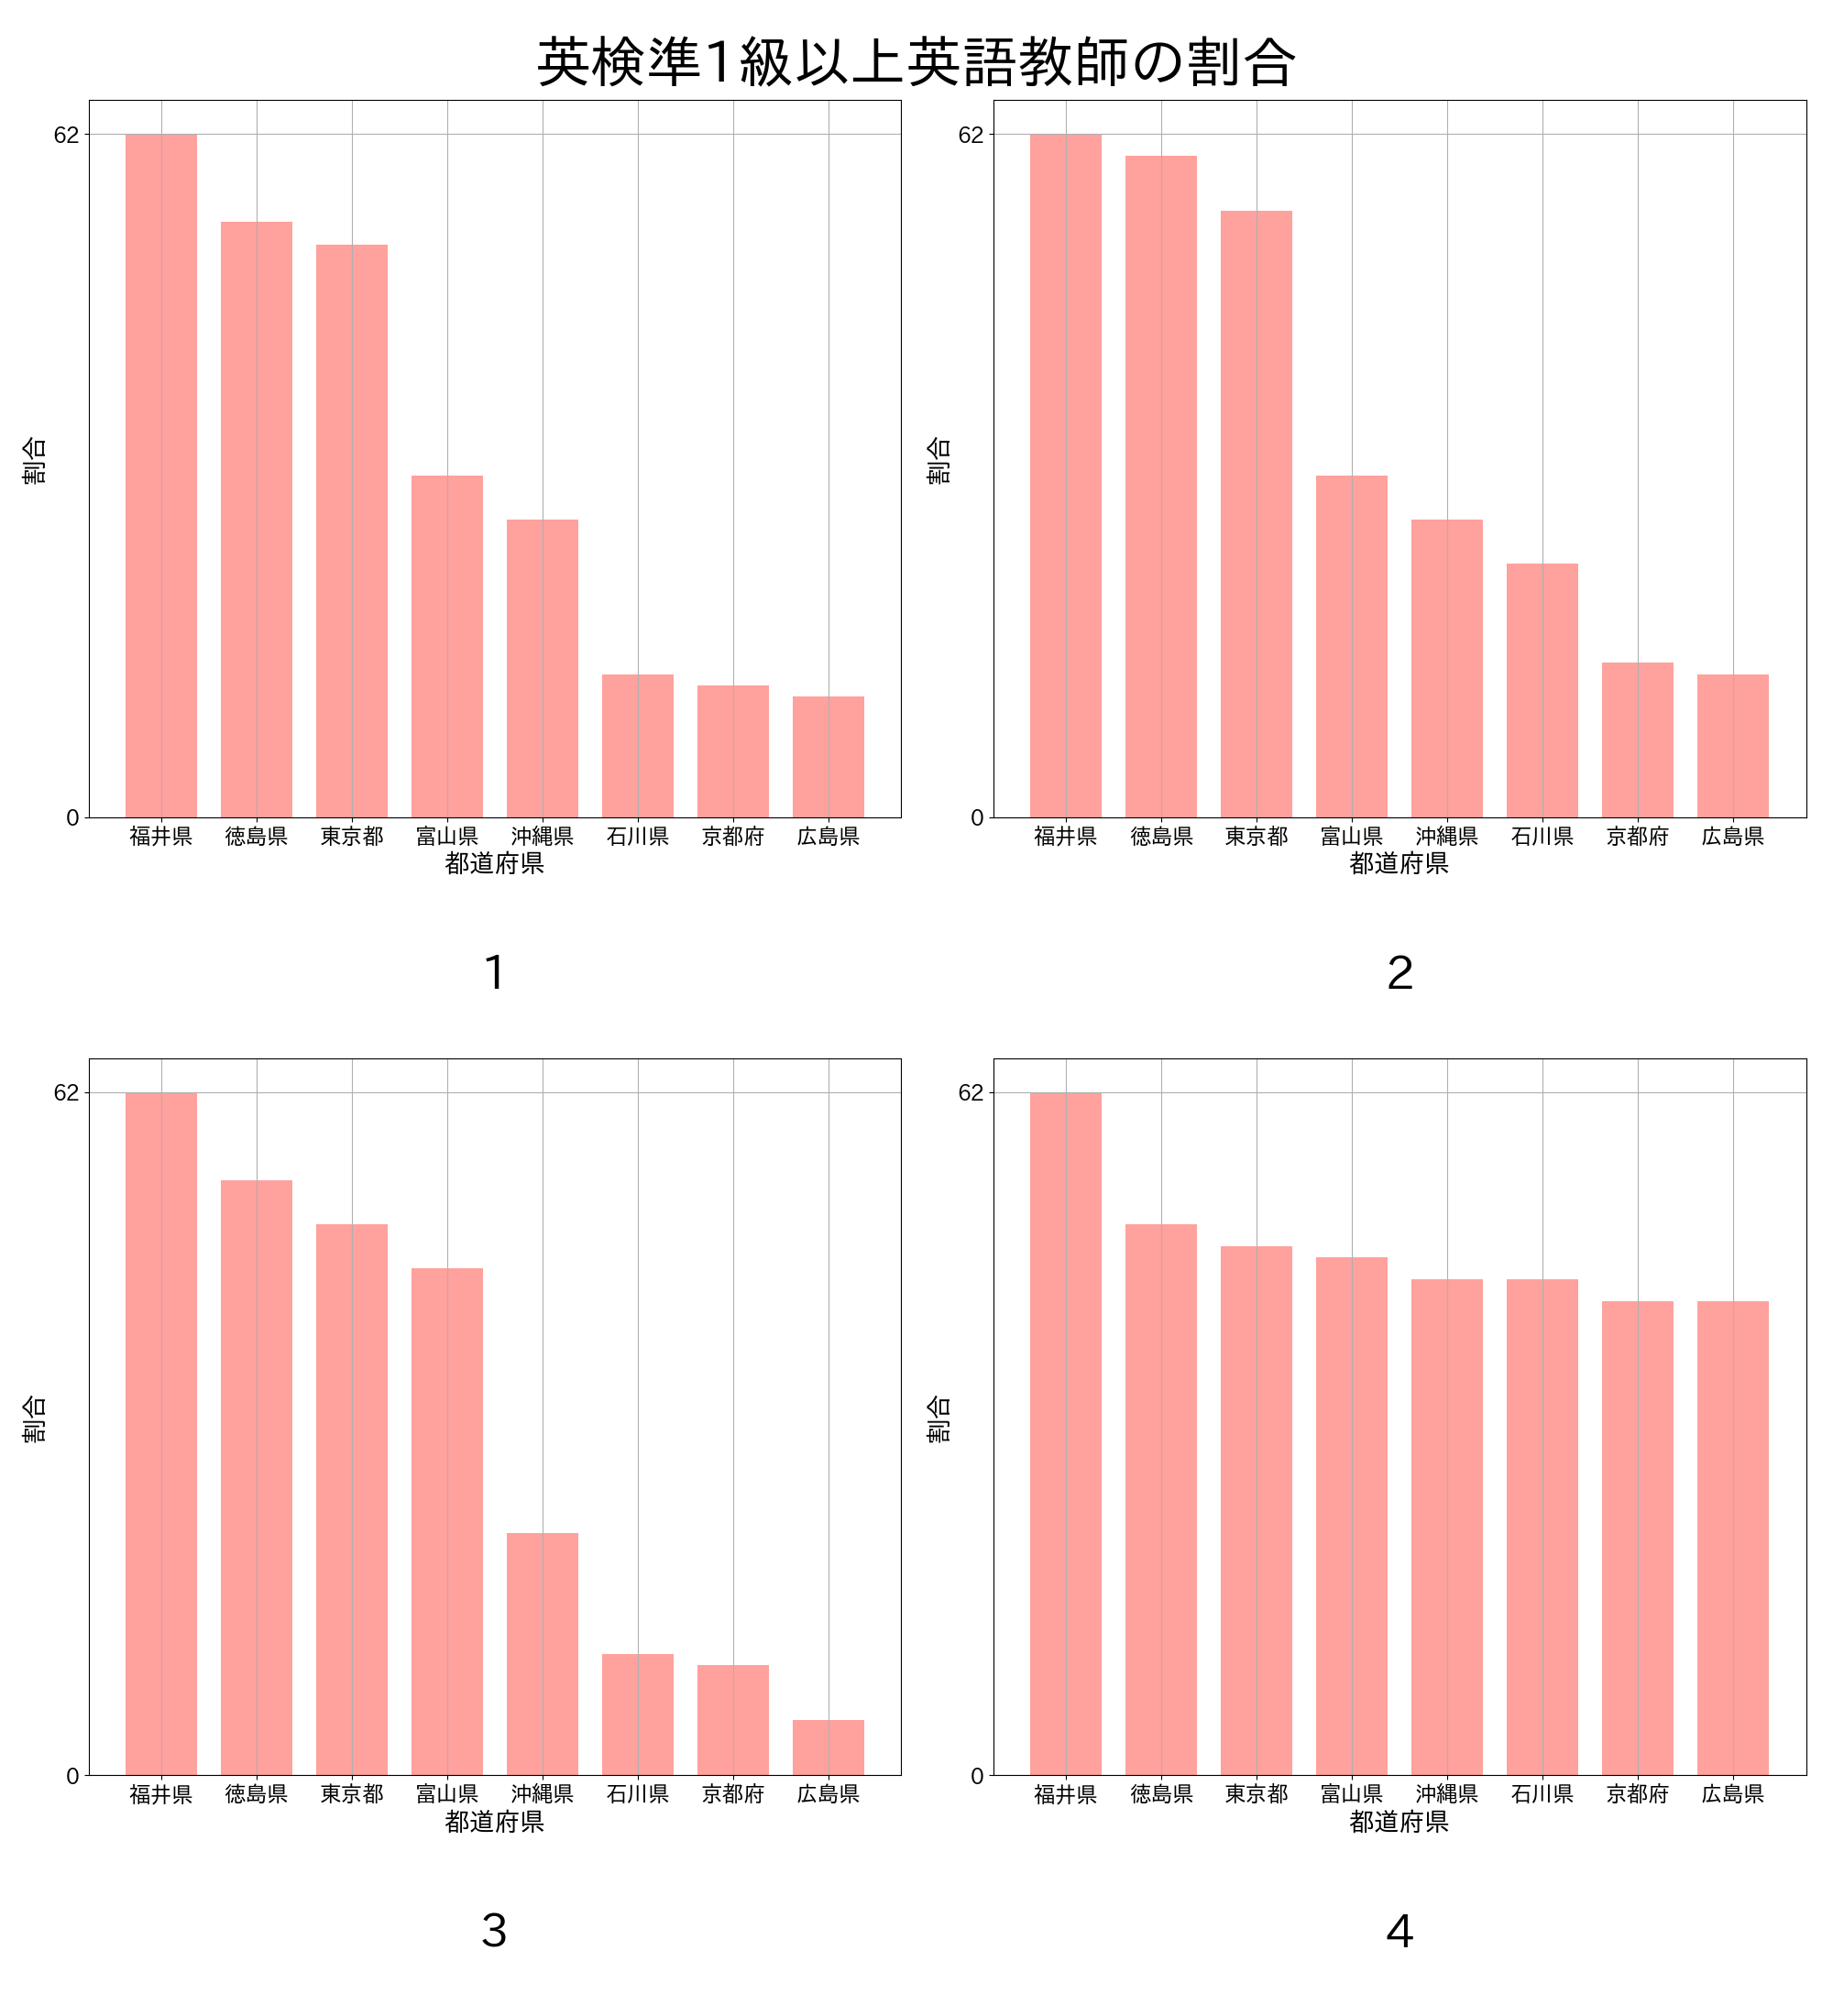 英検準1級以上英語教師の割合
62
0
割合
福井県 徳島県 東京都 富山県 沖縄県 石川県 京都府 広島県
都道府県
1
62
0
割合
福井県 徳島県 東京都 富山県 沖縄県 石川県 京都府 広島県
都道府県
2
62
0
割合
福井県 徳島県 東京都 富山県 沖縄県 石川県 京都府 広島県
都道府県
3
62
0
割合
福井県 徳島県 東京都 富山県 沖縄県 石川県 京都府 広島県
都道府県
4